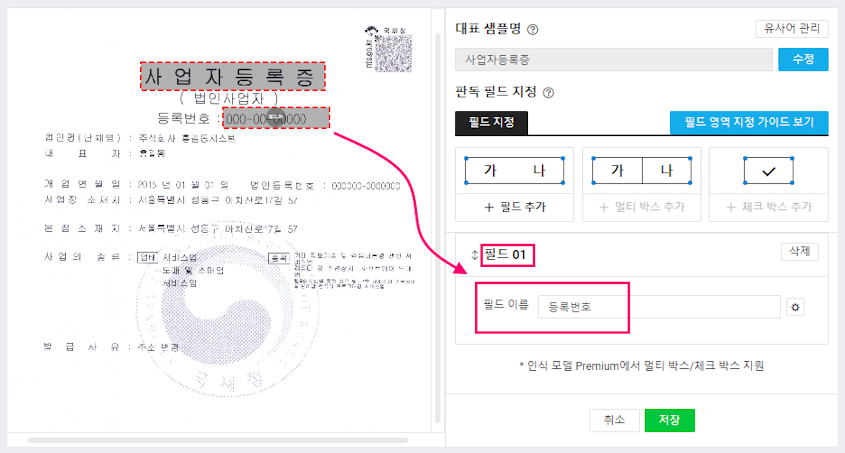 국세청
nts.go.kr
사업자등록증
( 법인사업자 )
등록번호 : 000-00-00000
법인명(단체명) : 주식회사 홍길동시스템
대 표 자 : 홍길동
개 업 연 월 일 : 2015 년 01 월 01 일 법인등록번호 : 000000-0000000
사업장 소재지 : 서울특별시 성동구 아차산로17길 57
본 점 소 재 지 : 서울특별시 성동구 아차산로17길 57
사 업 의 종 류 : 업태 서비스업 종목
도매 및 소매업
서비스업
발 급 사 유 : 주소 변경
국세청
대표 샘플명
유사어 관리
사업자등록증
수정
판독 필드 지정
필드 지정
필드 영역 지정 가이드 보기
가 나 가 나
+ 필드 추가 + 멀티 박스 추가 + 체크 박스 추가
필드 01
삭제
필드 이름 등록번호
* 인식 모델 Premium에서 멀티 박스/체크 박스 지원
취소 저장